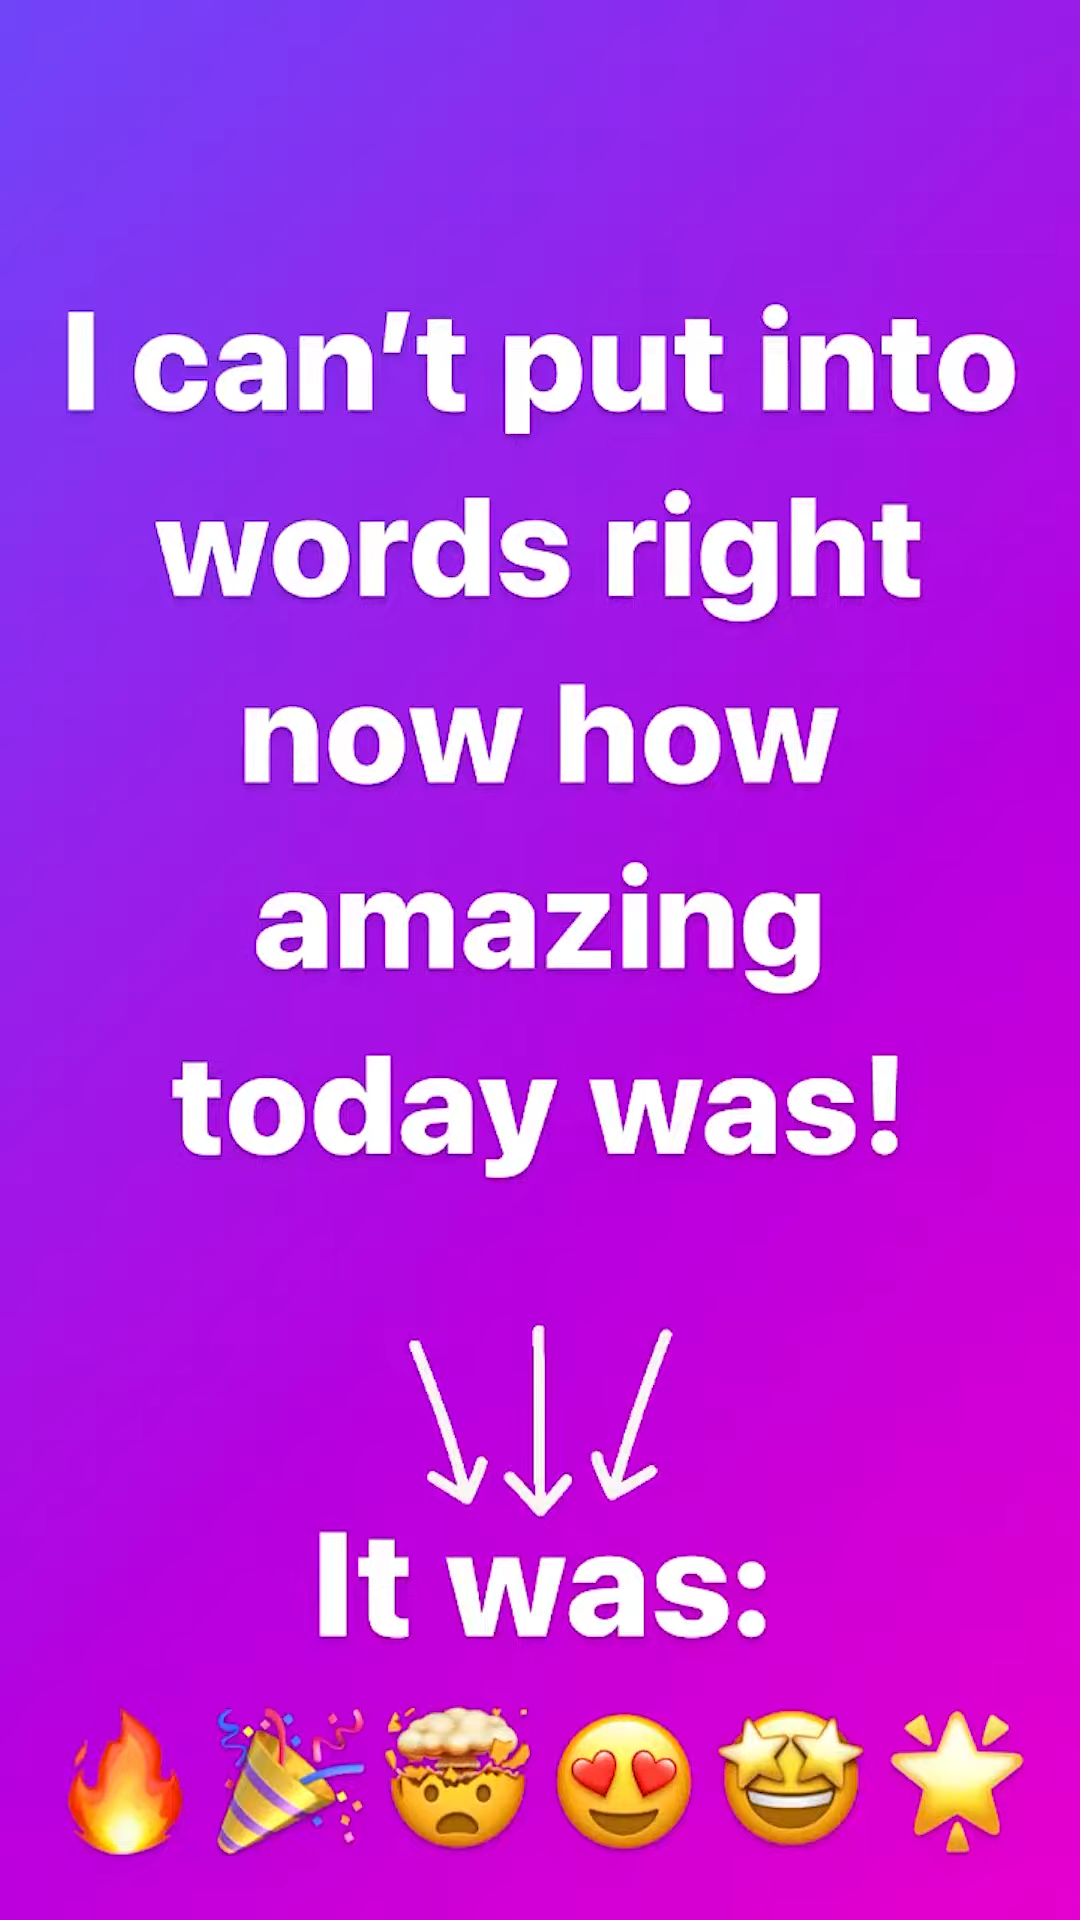 I can’t put into
words right
now how
amazing
today was!
It was:
🔥🎉🤯😍🤩🌟